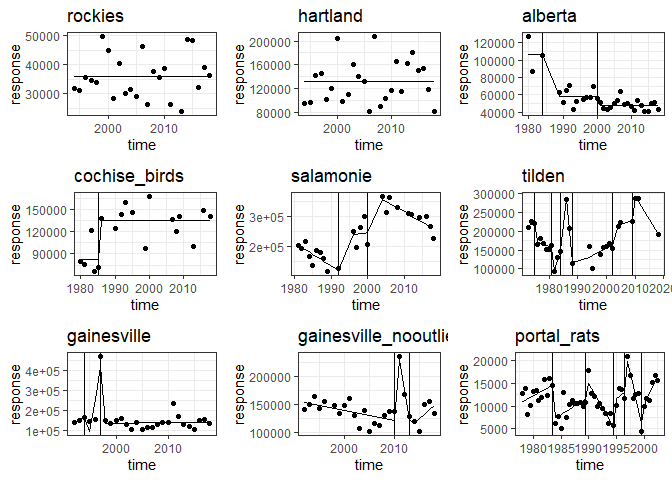 rockies
response
50000
40000
30000
2000
2010
time
hartland
response
200000
160000
120000
80000
2000
2010
time
alberta
response
120000
100000
80000
60000
40000
1980
1990
2000
2010
time
cochise_birds
response
150000
120000
90000
1980
1990
2000
2010
time
salamonie
response
3e+05
2e+05
1980
1990
2000
2010
time
tilden
response
300000
250000
200000
150000
100000
1980
1990
2000
2010
2020
time
gainesville
response
4e+05
3e+05
2e+05
1e+05
2000
2010
time
gainesville_nooutlie
response
200000
150000
100000
2000
2010
time
portal_rats
response
20000
15000
10000
5000
1980
1985
1990
1995
2000
time